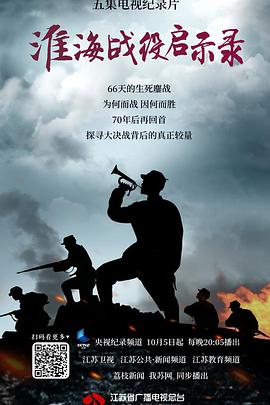 五集电视纪录片
淮海战役启示录
66天的生死鏖战
为何而战 因何而胜
70年后再回首
探寻大决战背后的真正较量
扫码看更多♥
CCTV 9 央视纪录频道 10月5日起 每晚20:05播出
江苏卫视 江苏公共·新闻频道 江苏教育频道
荔枝新闻 我苏网 同步播出
江苏省广播电视总台